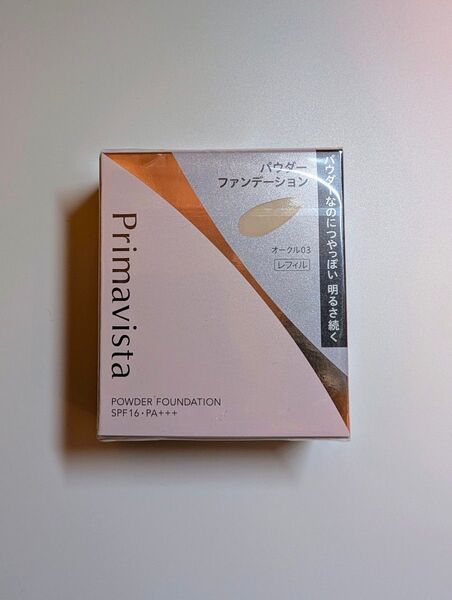 パウダー
ファンデーション
オークル03
レフィル
パウダーなのにつやっぽい 明るさ続く
Primavista
POWDER FOUNDATION
SPF16・PA+++